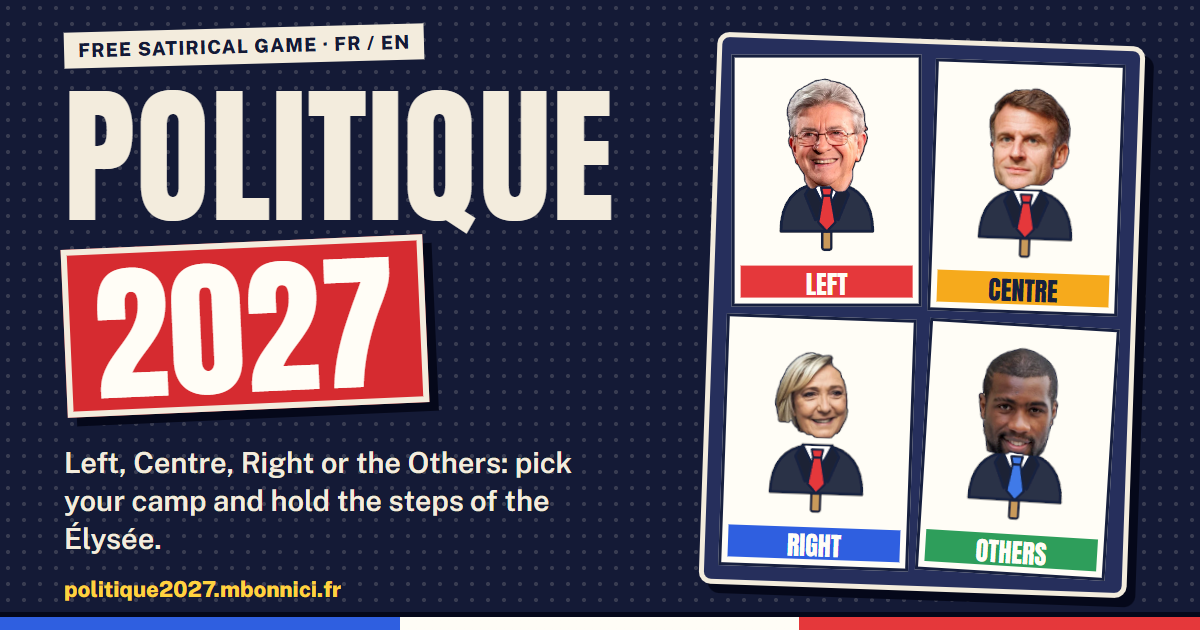 FREE SATIRICAL GAME · FR / EN
POLITIQUE
2027
Left, Centre, Right or the Others: pick
your camp and hold the steps of the
Élysée.
politique2027.mbonnici.fr
LEFT
CENTRE
RIGHT
OTHERS